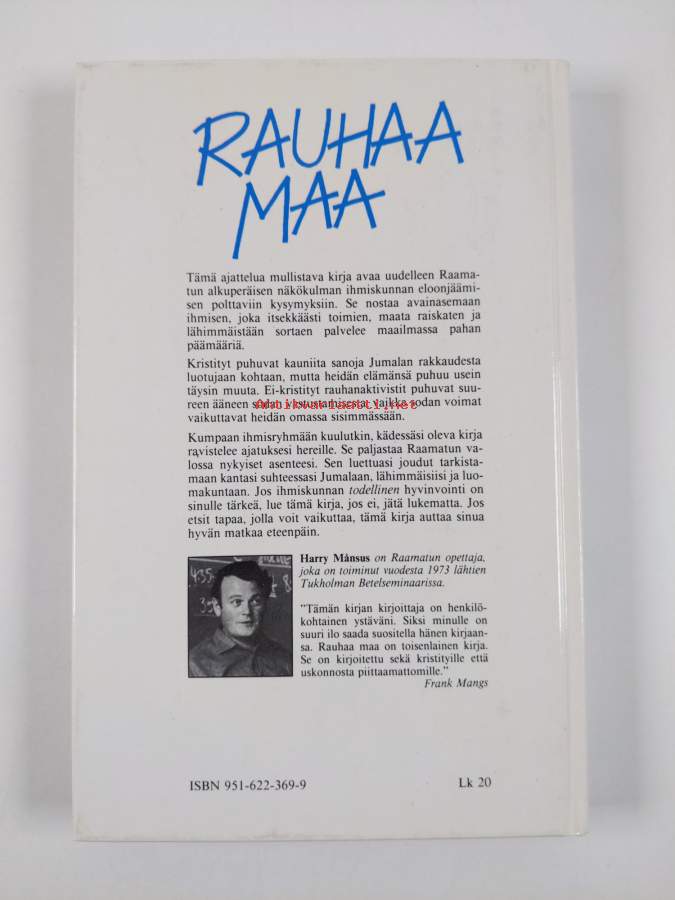 RAUHAA
MAA
Tämä ajattelua mullistava kirja avaa uudelleen Raama-
tun alkuperäisen näkökulman ihmiskunnan eloonjäämi-
sen polttaviin kysymyksiin. Se nostaa avainasemaan
ihmisen, joka itsekkäästi toimien, maata raiskaten ja
lähimmäistään sortaen palvelee maailmassa pahan
päämääriä.
Kristityt puhuvat kauniita sanoja Jumalan rakkaudesta
luotujaan kohtaan, mutta heidän elämänsä puhuu usein
täysin muuta. Ei-kristityt rauhanaktivistit puhuvat suu-
reen ääneen sodan vastustamisesta, vaikka sodan voimat
Antikvariaatti.net
vaikuttavat heidän omassa sisimmässään.
Kumpaan ihmisryhmään kuulutkin, kädessäsi oleva kirja
ravistelee ajatuksesi hereille. Se paljastaa Raamatun va-
lossa nykyiset asenteesi. Sen luettuasi joudut tarkista-
maan kantasi suhteessasi Jumalaan, lähimmäisiisi ja luo-
makuntaan. Jos ihmiskunnan todellinen hyvinvointi on
sinulle tärkeä, lue tämä kirja, jos ei, jätä lukematta. Jos
etsit tapaa, jolla voit vaikuttaa, tämä kirja auttaa sinua
hyvän matkaa eteenpäin.
Harry Månsus on Raamatun opettaja,
joka on toiminut vuodesta 1973 lähtien
Tukholman Betelseminaarissa.
"Tämän kirjan kirjoittaja on henkilö-
kohtainen ystäväni. Siksi minulle on
suuri ilo saada suositella hänen kirjaan-
sa. Rauhaa maa on toisenlainen kirja.
Se on kirjoitettu sekä kristityille että
uskonnosta piittaamattomille."
Frank Mangs
ISBN 951-622-369-9
Lk 20